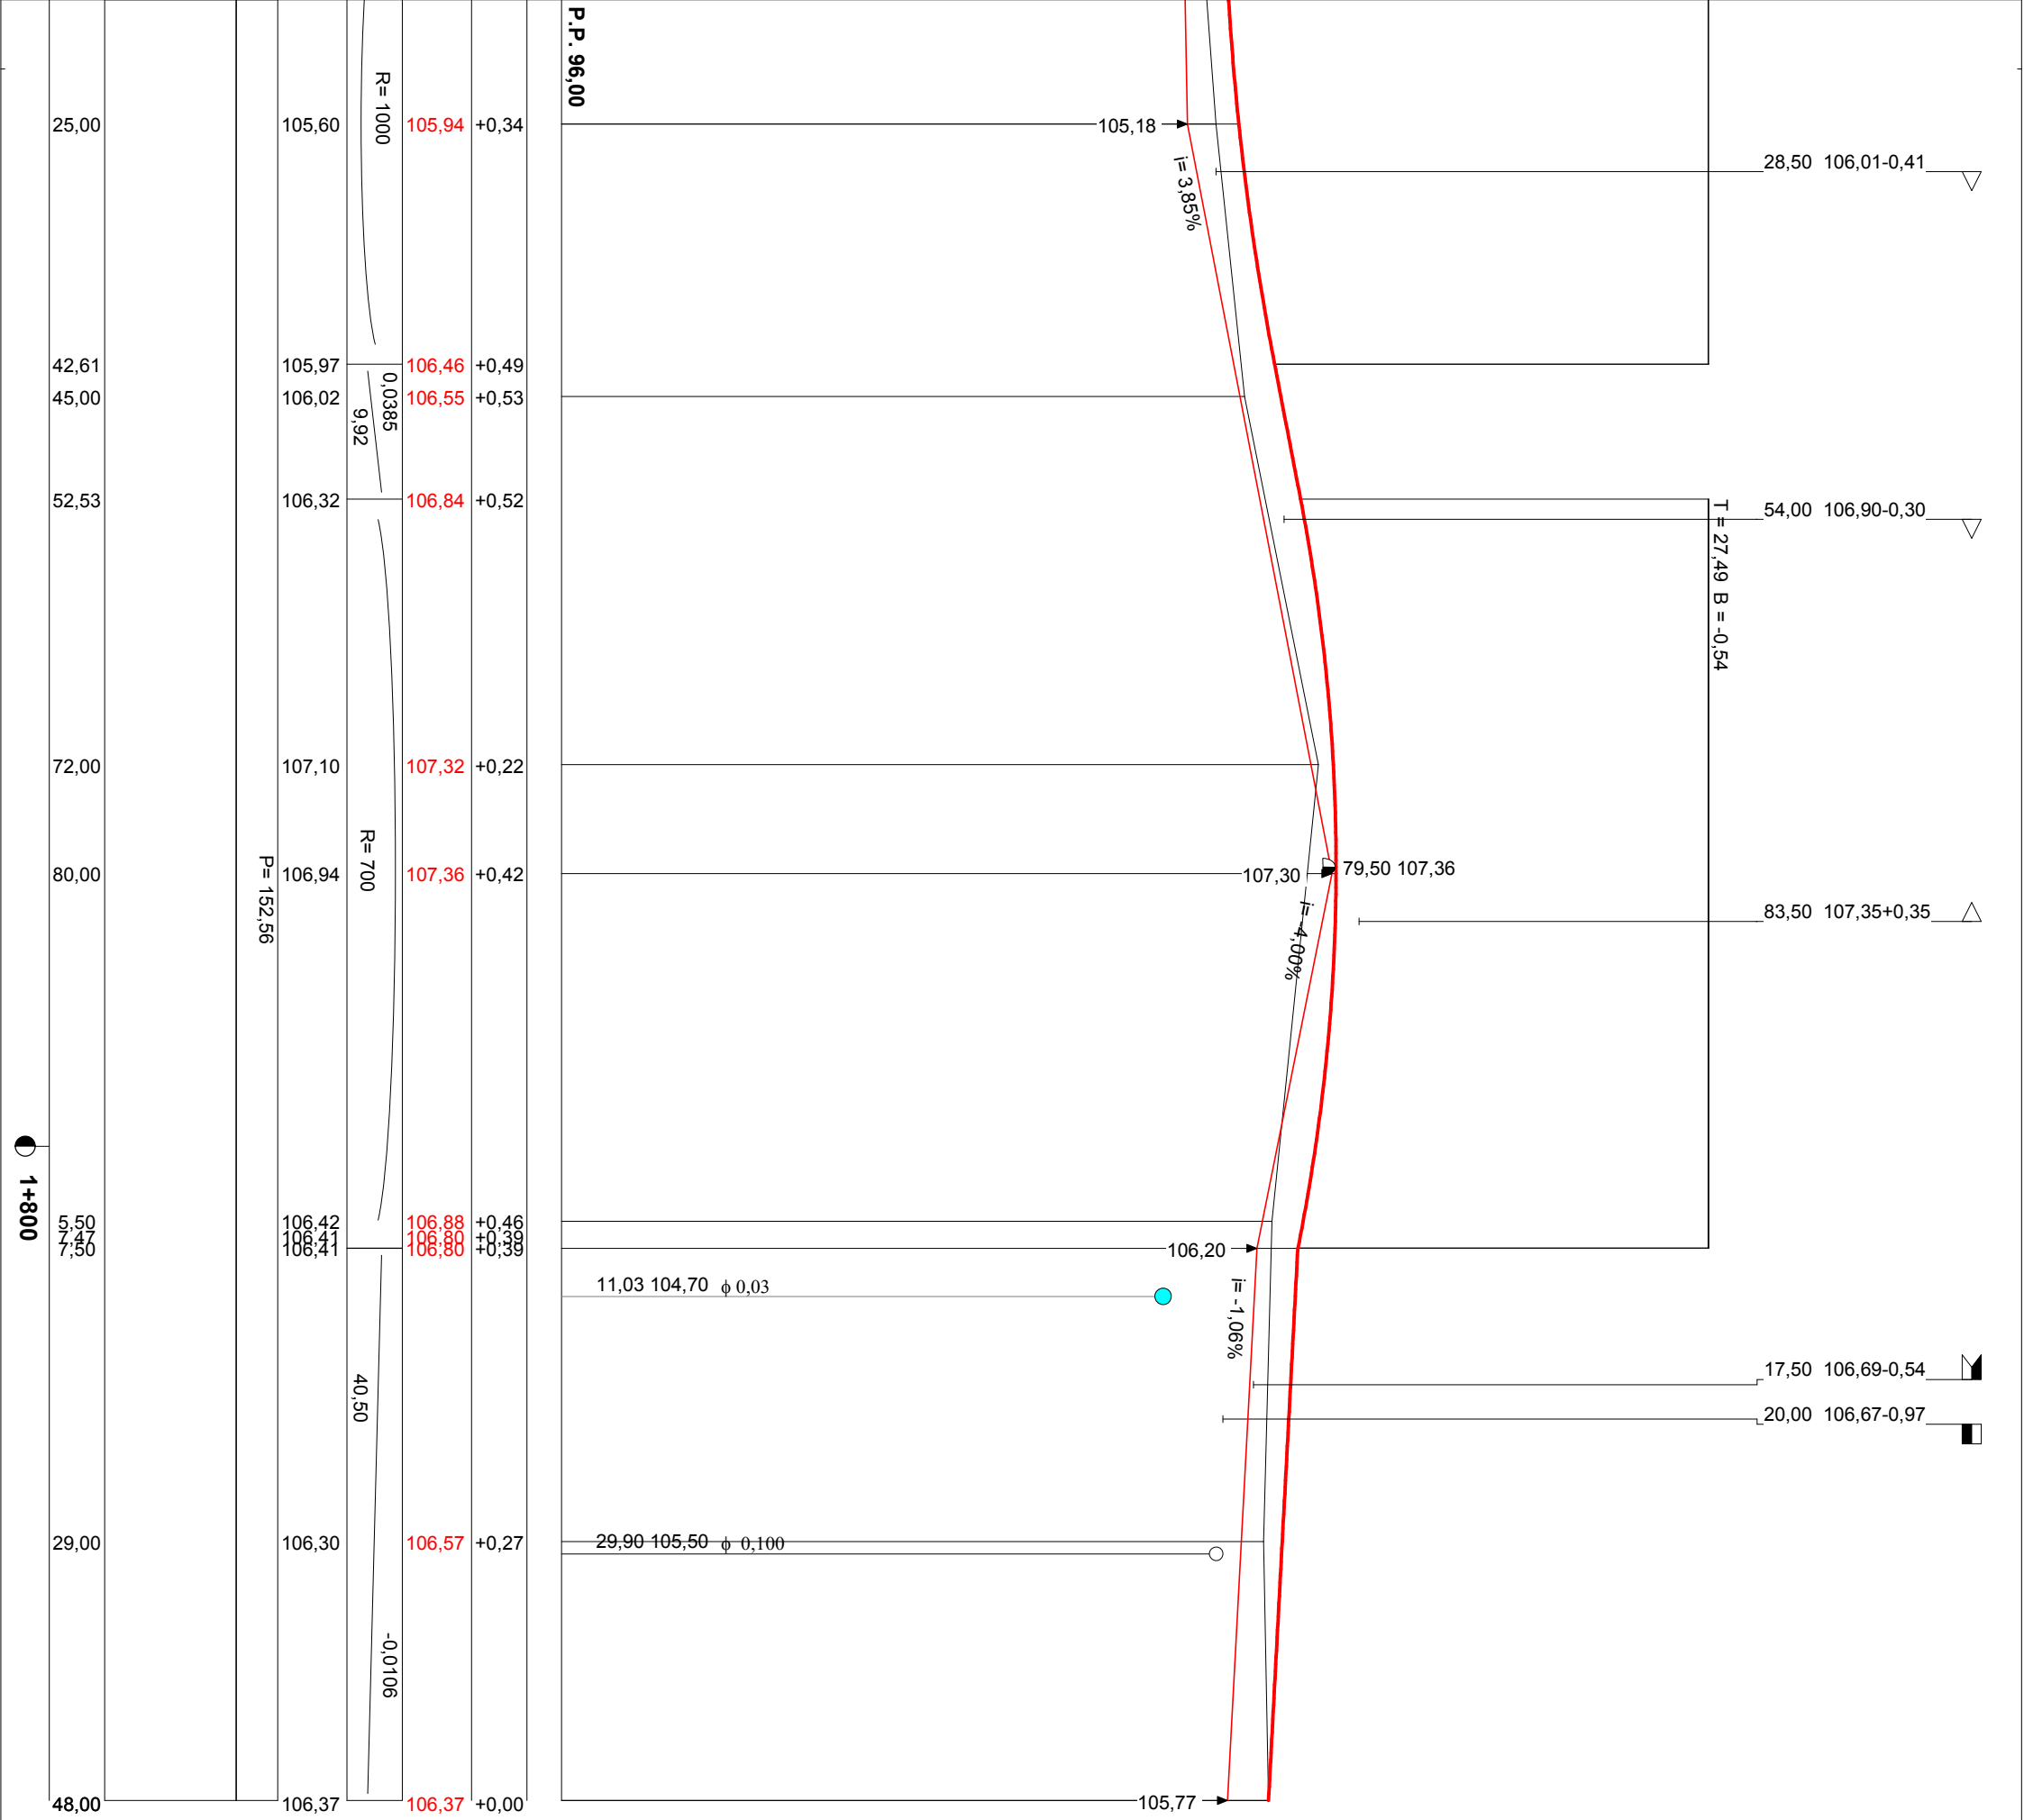 P.P. 96,00
25,00 105,60 105,94 +0,34 105,18
R= 1000
i= 3,85%
28,50 106,01-0,41
42,61 105,97 106,46 +0,49
45,00 106,02 106,55 +0,53
0,0385
9,92
52,53 106,32 106,84 +0,52
54,00 106,90-0,30
T = 27,49 B = -0,54
72,00 107,10 107,32 +0,22
79,50 107,36
80,00 106,94 107,36 +0,42 107,30
R= 700
P= 152,56
i= -4,00%
83,50 107,35+0,35
1+800
5,50 106,42 106,88 +0,46
7,47 106,41 106,80 +0,39
7,50 106,41 106,80 +0,39 106,20
11,03 104,70 ϕ 0,03
i= -1,06%
17,50 106,69-0,54
40,50
20,00 106,67-0,97
29,00 106,30 106,57 +0,27
29,90 105,50 ϕ 0,100
-0,0106
48,00 106,37 106,37 +0,00 105,77